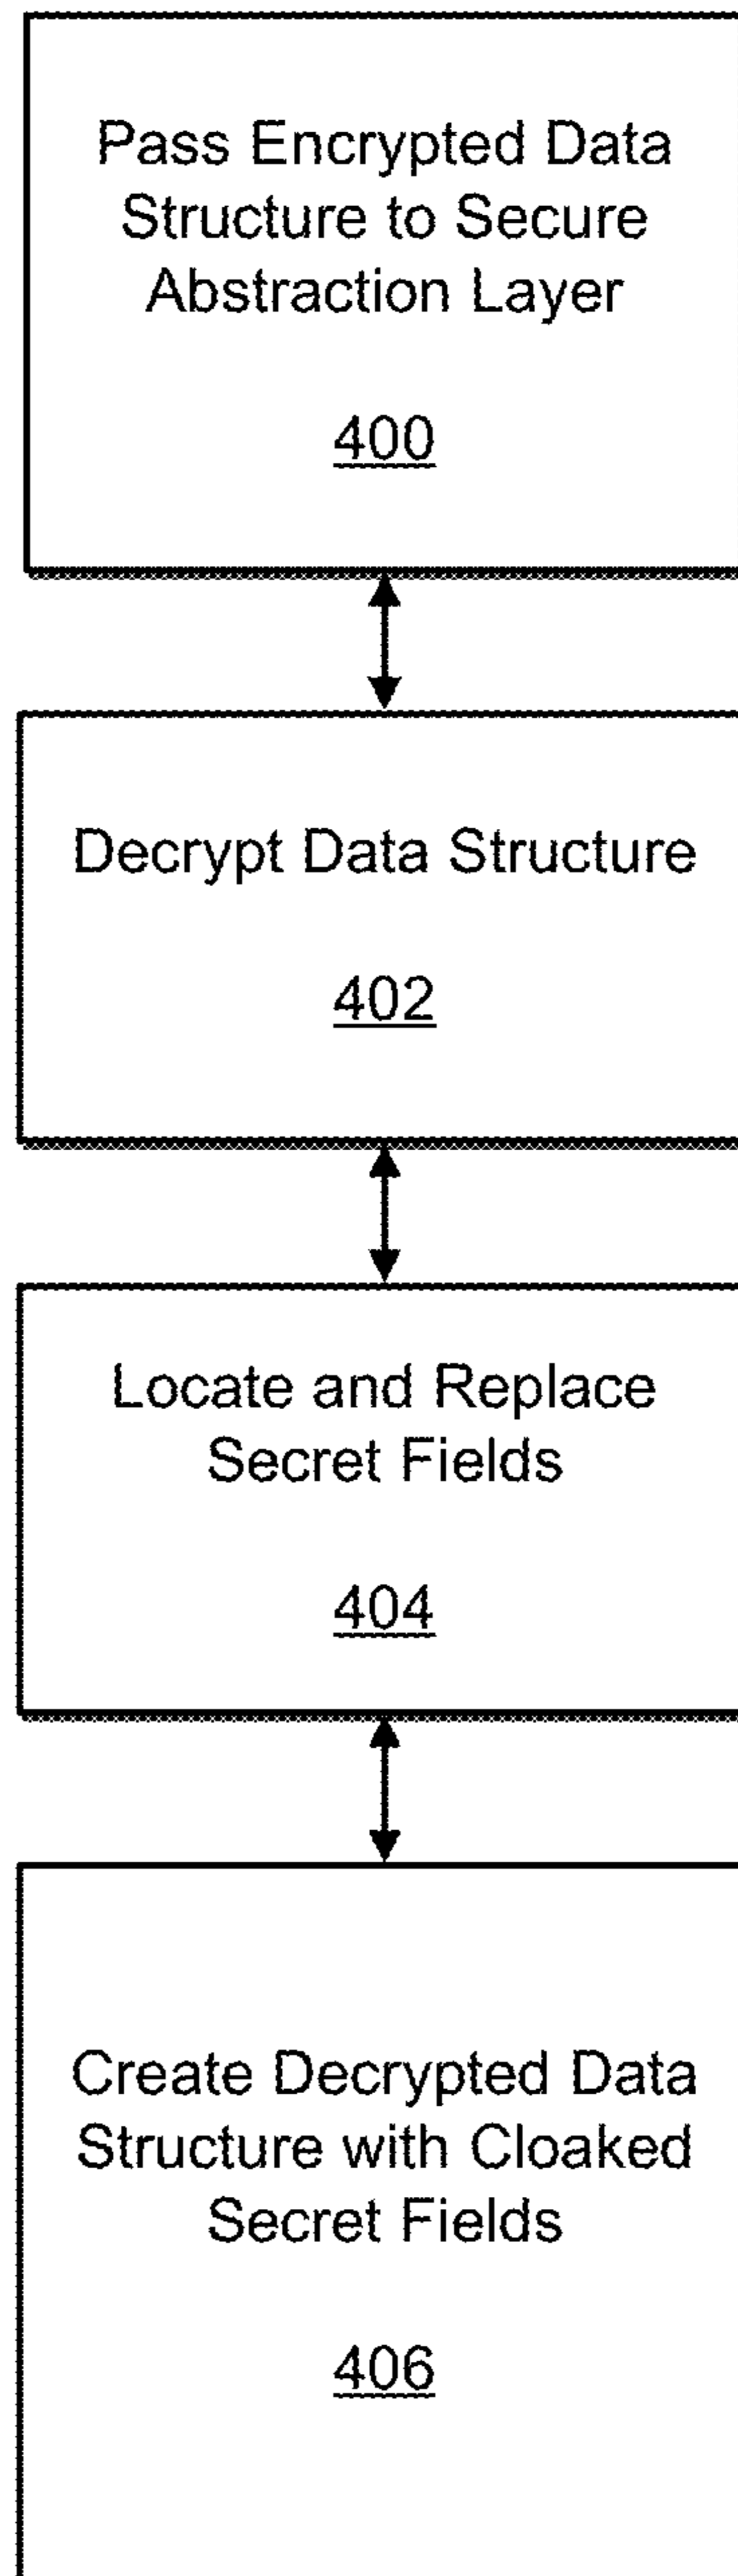 Pass Encrypted Data
Structure to Secure
Abstraction Layer
400
Decrypt Data Structure
402
Locate and Replace
Secret Fields
404
Create Decrypted Data
Structure with Cloaked
Secret Fields
406